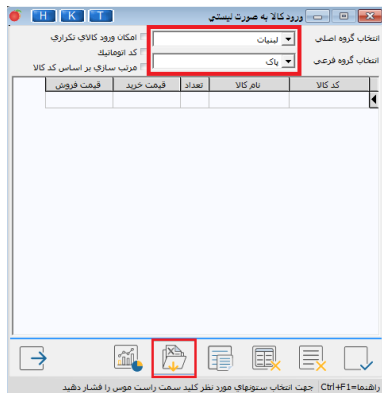 ورود کالا به صورت لیستی
H K T
انتخاب گروه اصلی لبنیات
امکان ورود کالای تکراری
کد اتوماتیک
انتخاب گروه فرعی پاک
مرتب سازی بر اساس کد کالا
کد کالا نام کالا تعداد قیمت خرید قیمت فروش
راهنما=Ctrl+F1 جهت انتخاب ستونهای مورد نظر کلید سمت راست موس را فشار دهید